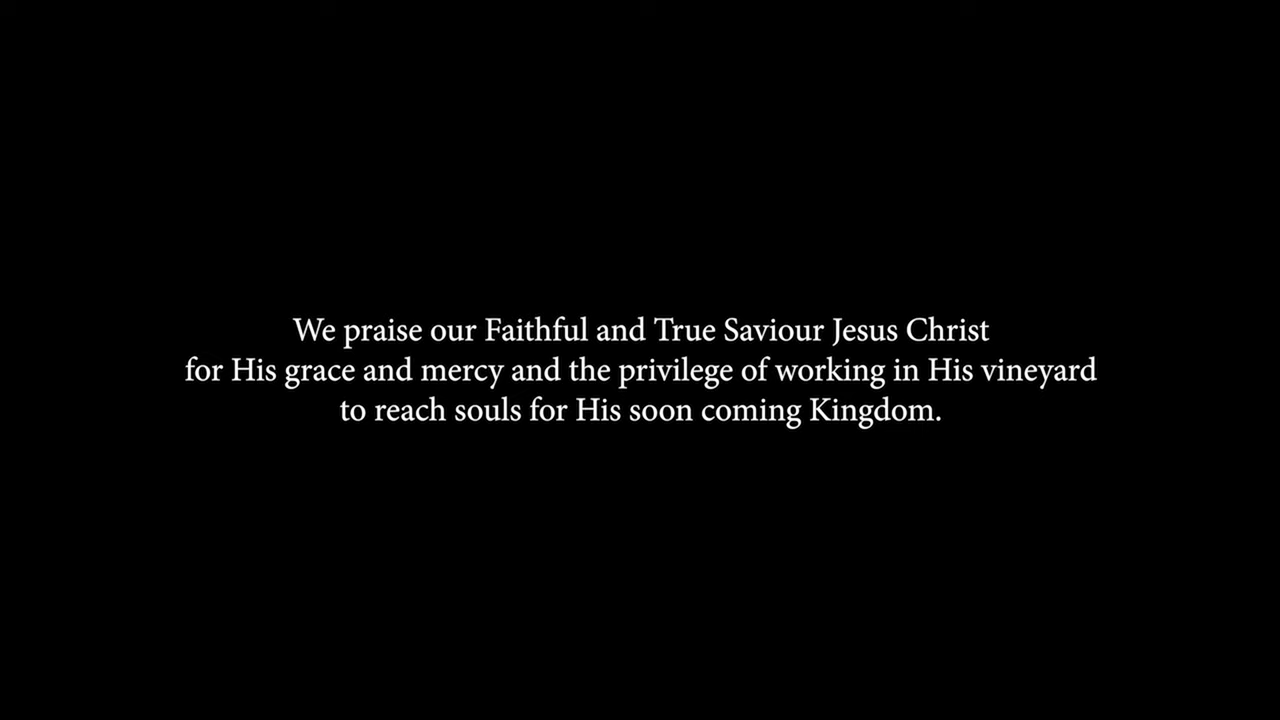 We praise our Faithful and True Saviour Jesus Christ
for His grace and mercy and the privilege of working in His vineyard
to reach souls for His soon coming Kingdom.